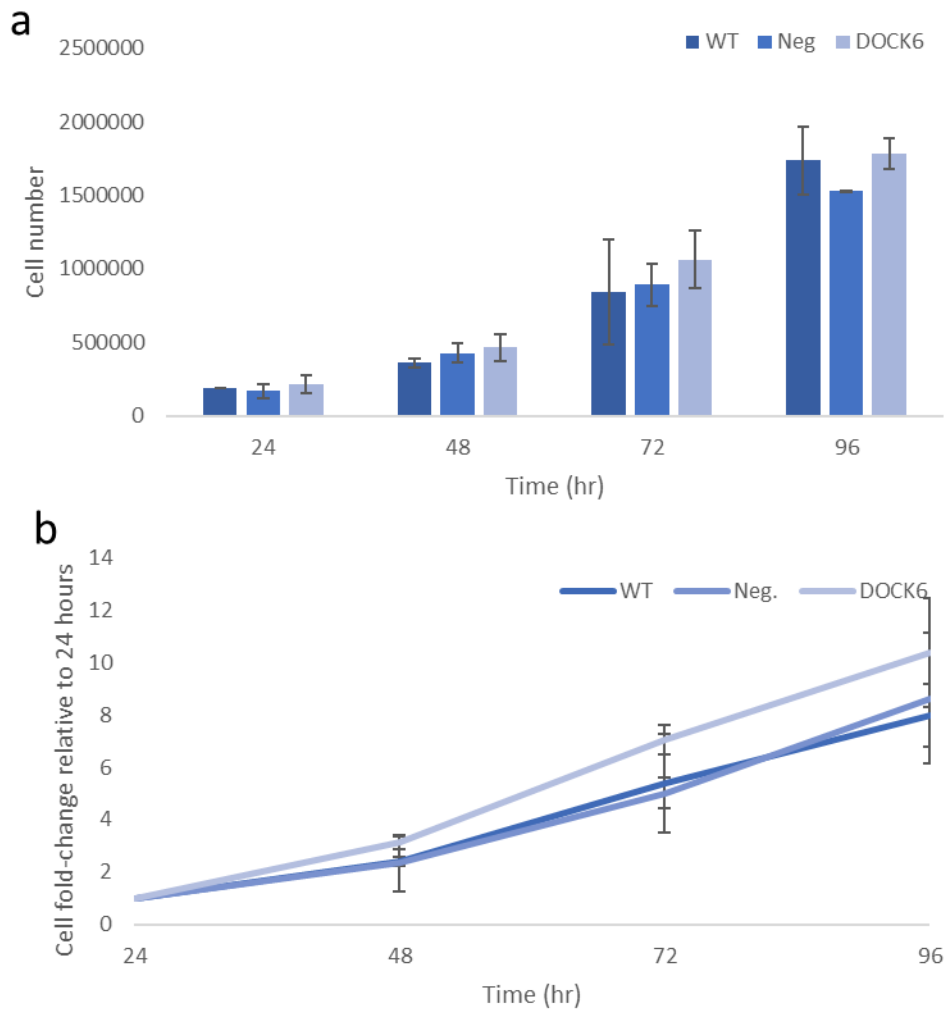 a
2500000
WT Neg DOCK6
2000000
1500000
1000000
500000
0
Cell number
24 48 72 96
Time (hr)
b
14
12
10
8
6
4
2
0
Cell fold-change relative to 24 hours
WT Neg. DOCK6
24 48 72 96
Time (hr)